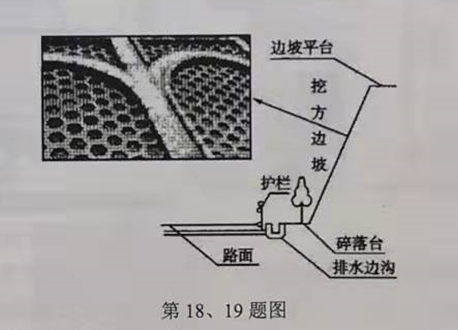 边坡平台
挖方边坡
护栏
碎落台
路面
排水边沟
第18、19题图